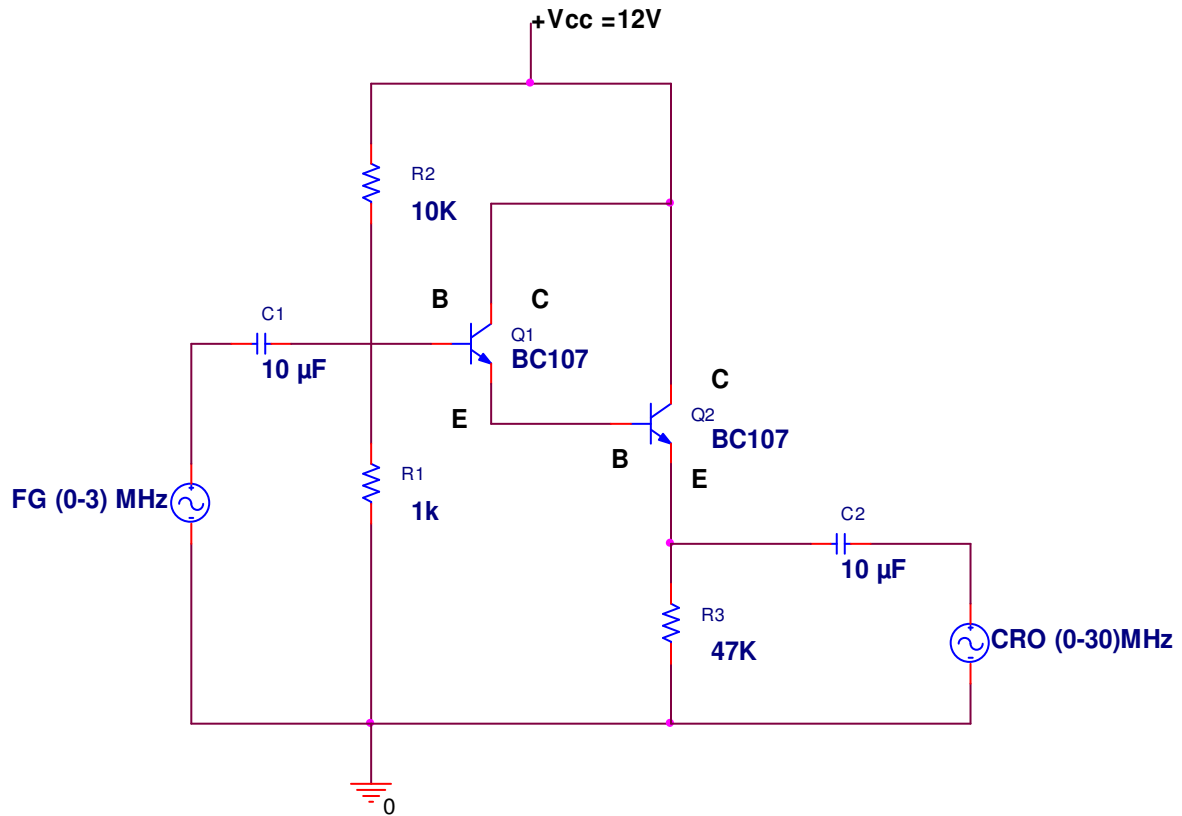 +Vcc =12V
R2
10K
B
C
C1
10 µF
Q1
BC107
C
E
Q2
BC107
B
E
R1
1k
FG (0-3) MHz
C2
10 µF
R3
47K
CRO (0-30)MHz
0